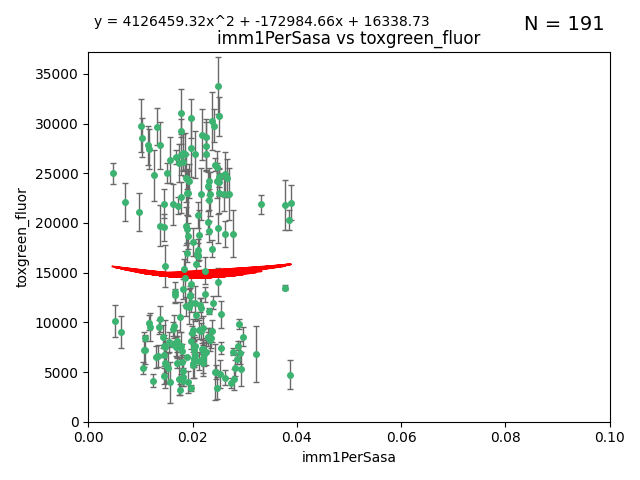 y = 4126459.32x^2 + -172984.66x + 16338.73
N = 191
imm1PerSasa vs toxgreen_fluor
35000
30000
25000
20000
15000
10000
5000
0
toxgreen_fluor
0.00 0.02 0.04 0.06 0.08 0.10
imm1PerSasa